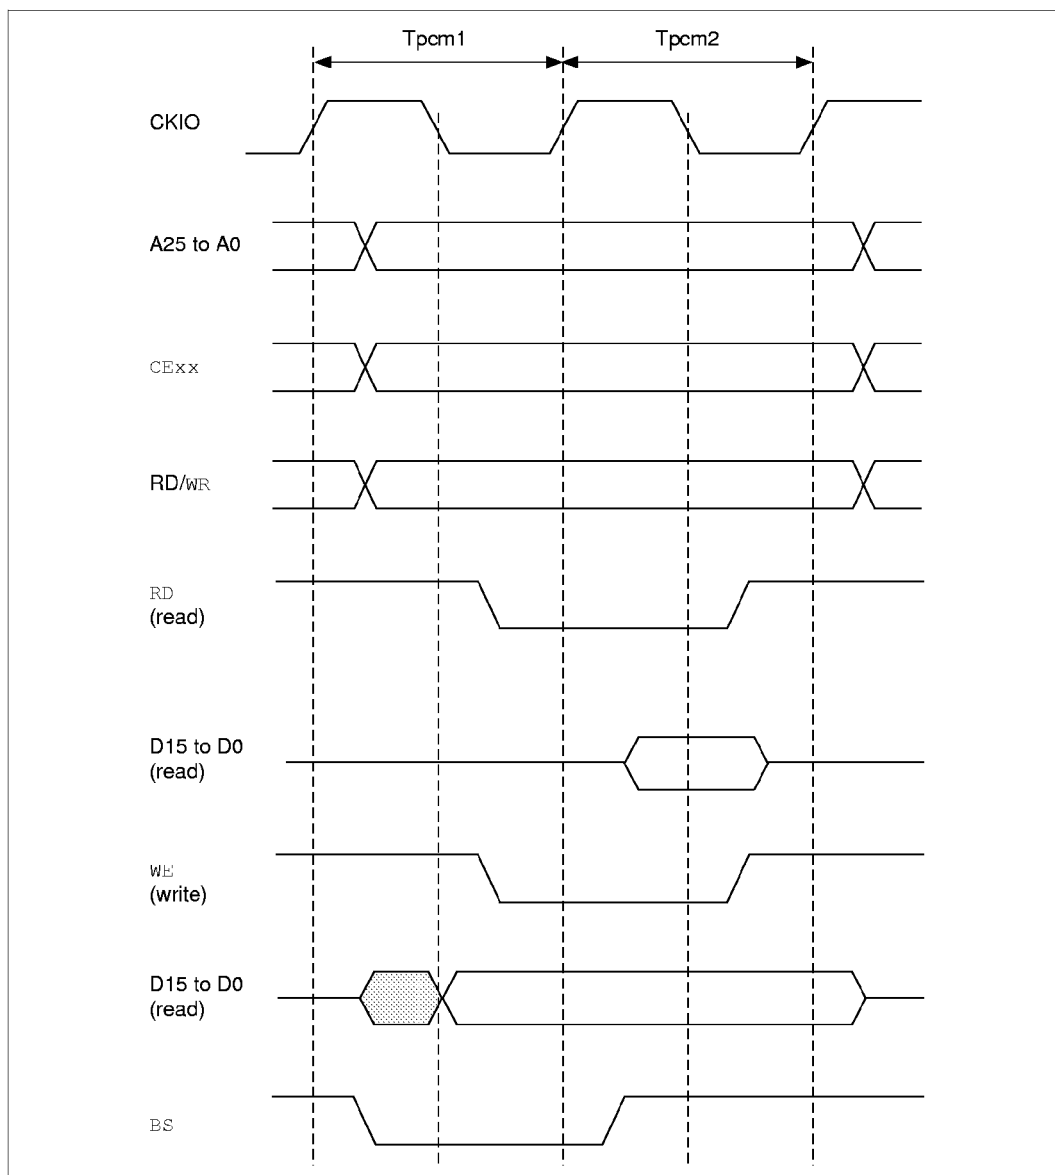 Tpcm1 Tpcm2
CKIO
A25 to A0
CExx
RD/WR
RD
(read)
D15 to D0
(read)
WE
(write)
D15 to D0
(read)
BS